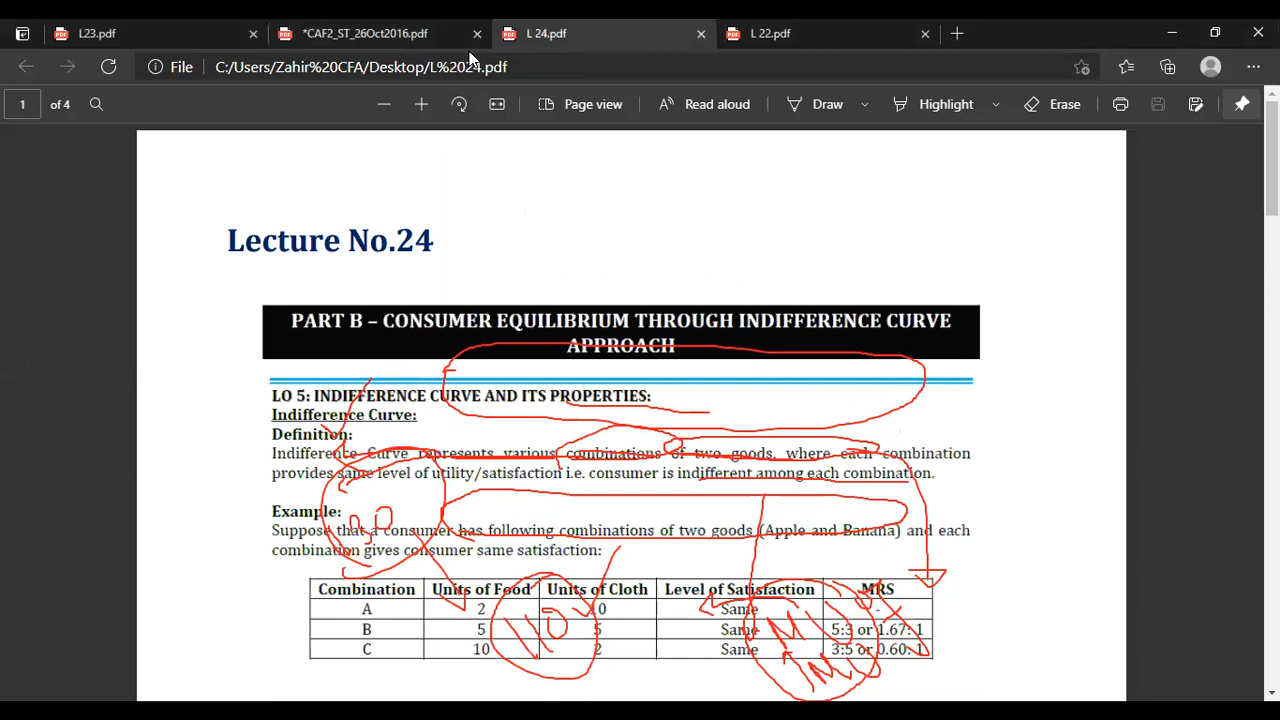 L23.pdf
*CAF2_ST_26Oct2016.pdf
L 24.pdf
L 22.pdf
File C:/Users/Zahir%20CFA/Desktop/L%2024.pdf
1 of 4 Page view Read aloud Draw Highlight Erase
Lecture No.24
PART B – CONSUMER EQUILIBRIUM THROUGH INDIFFERENCE CURVE
APPROACH
LO 5: INDIFFERENCE CURVE AND ITS PROPERTIES:
Indifference Curve:
Definition:
Indifference Curve represents various combinations of two goods, where each combination
provides same level of utility/satisfaction i.e. consumer is indifferent among each combination.
Example:
Suppose that a consumer has following combinations of two goods (Apple and Banana) and each
combination gives consumer same satisfaction:
Combination Units of Food Units of Cloth Level of Satisfaction MRS
A 2 10 Same -
B 5 5 Same 5:3 or 1.67: 1
C 10 2 Same 3:5 or 0.60: 1